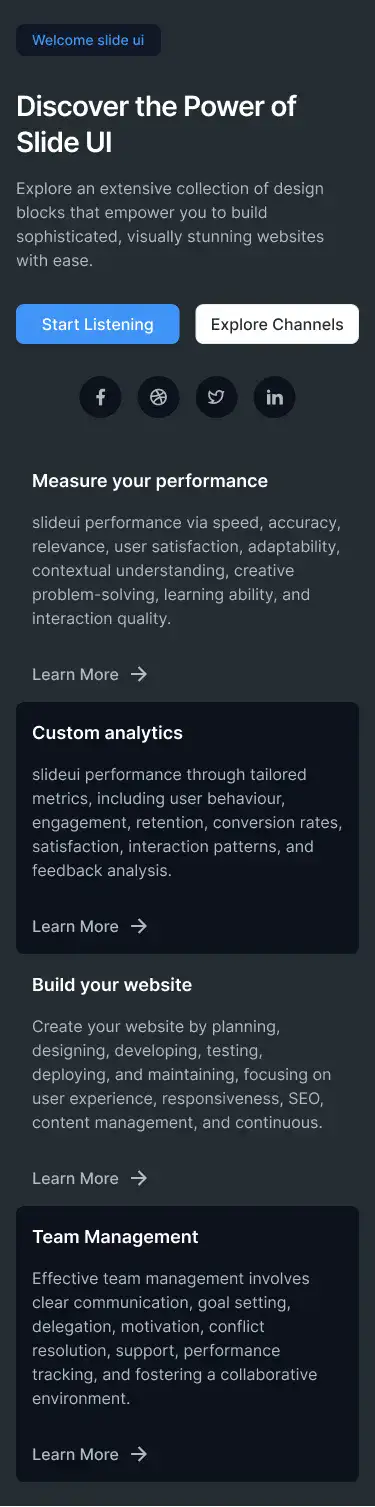 Welcome slide ui
Discover the Power of
Slide UI
Explore an extensive collection of design
blocks that empower you to build
sophisticated, visually stunning websites
with ease.
Start Listening
Explore Channels
Measure your performance
slideui performance via speed, accuracy,
relevance, user satisfaction, adaptability,
contextual understanding, creative
problem-solving, learning ability, and
interaction quality.
Learn More
Custom analytics
slideui performance through tailored
metrics, including user behaviour,
engagement, retention, conversion rates,
satisfaction, interaction patterns, and
feedback analysis.
Learn More
Build your website
Create your website by planning,
designing, developing, testing,
deploying, and maintaining, focusing on
user experience, responsiveness, SEO,
content management, and continuous.
Learn More
Team Management
Effective team management involves
clear communication, goal setting,
delegation, motivation, conflict
resolution, support, performance
tracking, and fostering a collaborative
environment.
Learn More